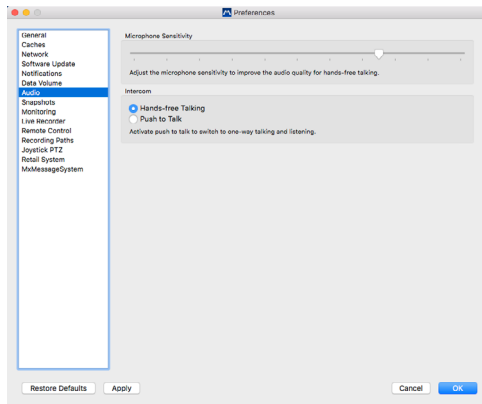 Preferences
General
Caches
Network
Software Update
Notifications
Data Volume
Audio
Snapshots
Monitoring
Live Recorder
Remote Control
Recording Paths
Joystick PTZ
Retail System
MxMessageSystem
Microphone Sensitivity
Adjust the microphone sensitivity to improve the audio quality for hands-free talking.
Intercom
Hands-free Talking
Push to Talk
Activate push to talk to switch to one-way talking and listening.
Restore Defaults
Apply
Cancel
OK